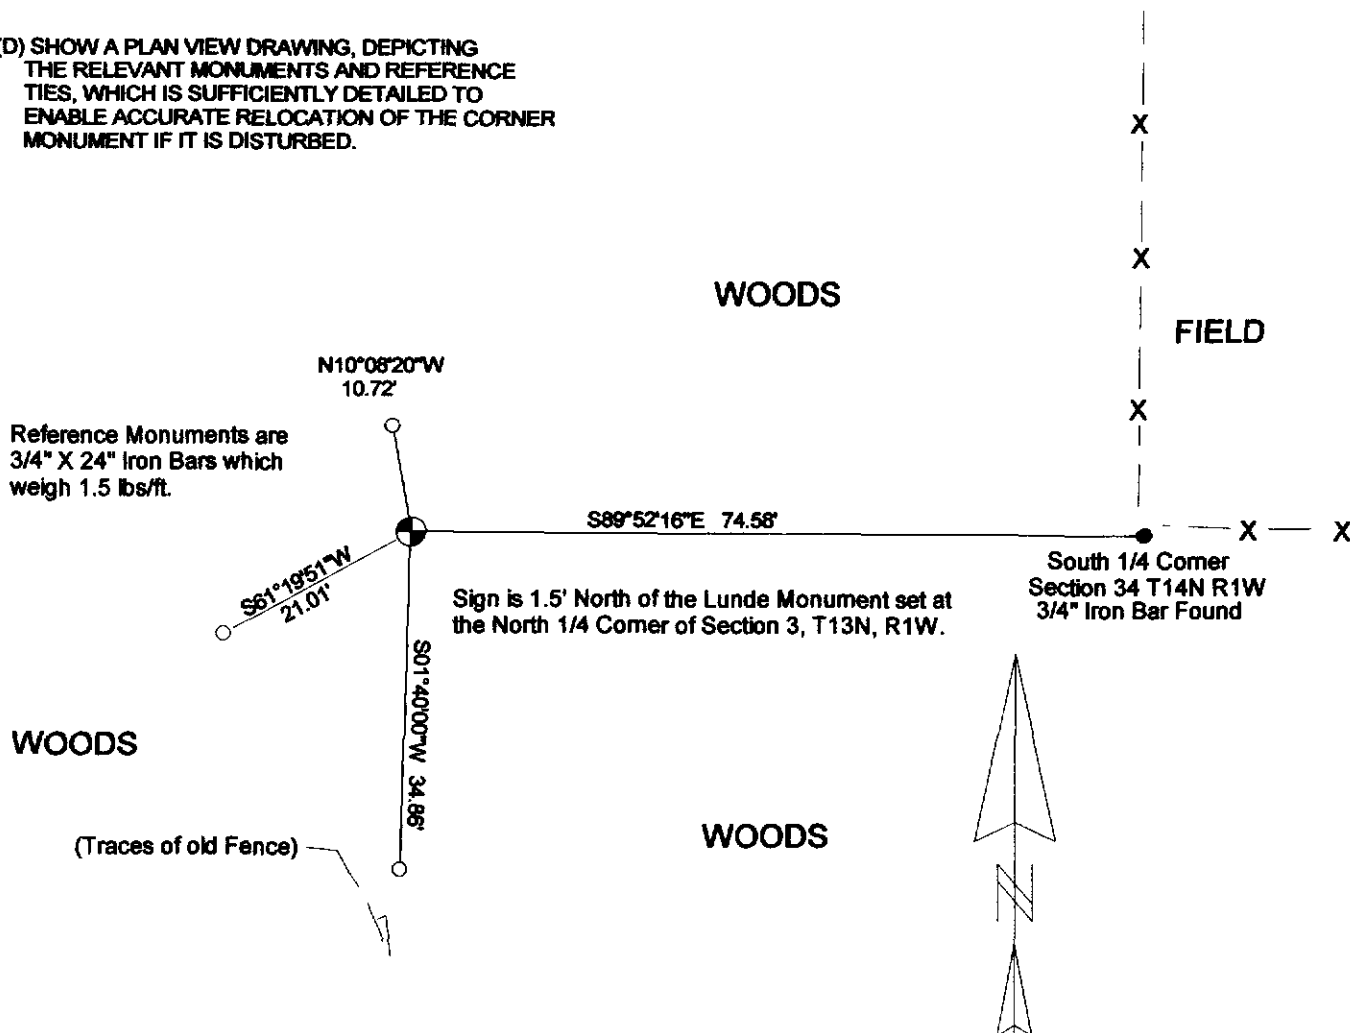 (D) SHOW A PLAN VIEW DRAWING, DEPICTING
THE RELEVANT MONUMENTS AND REFERENCE
TIES, WHICH IS SUFFICIENTLY DETAILED TO
ENABLE ACCURATE RELOCATION OF THE CORNER
MONUMENT IF IT IS DISTURBED.
X
X
WOODS
FIELD
N10°08'20"W
10.72'
X
Reference Monuments are
3/4" X 24" Iron Bars which
weigh 1.5 lbs/ft.
S89°52'16"E 74.58'
X X
South 1/4 Corner
Section 34 T14N R1W
3/4" Iron Bar Found
S61°19'51"W
21.01'
Sign is 1.5' North of the Lunde Monument set at
the North 1/4 Corner of Section 3, T13N, R1W.
S01°40'00"W 34.86'
WOODS
(Traces of old Fence)
WOODS
N